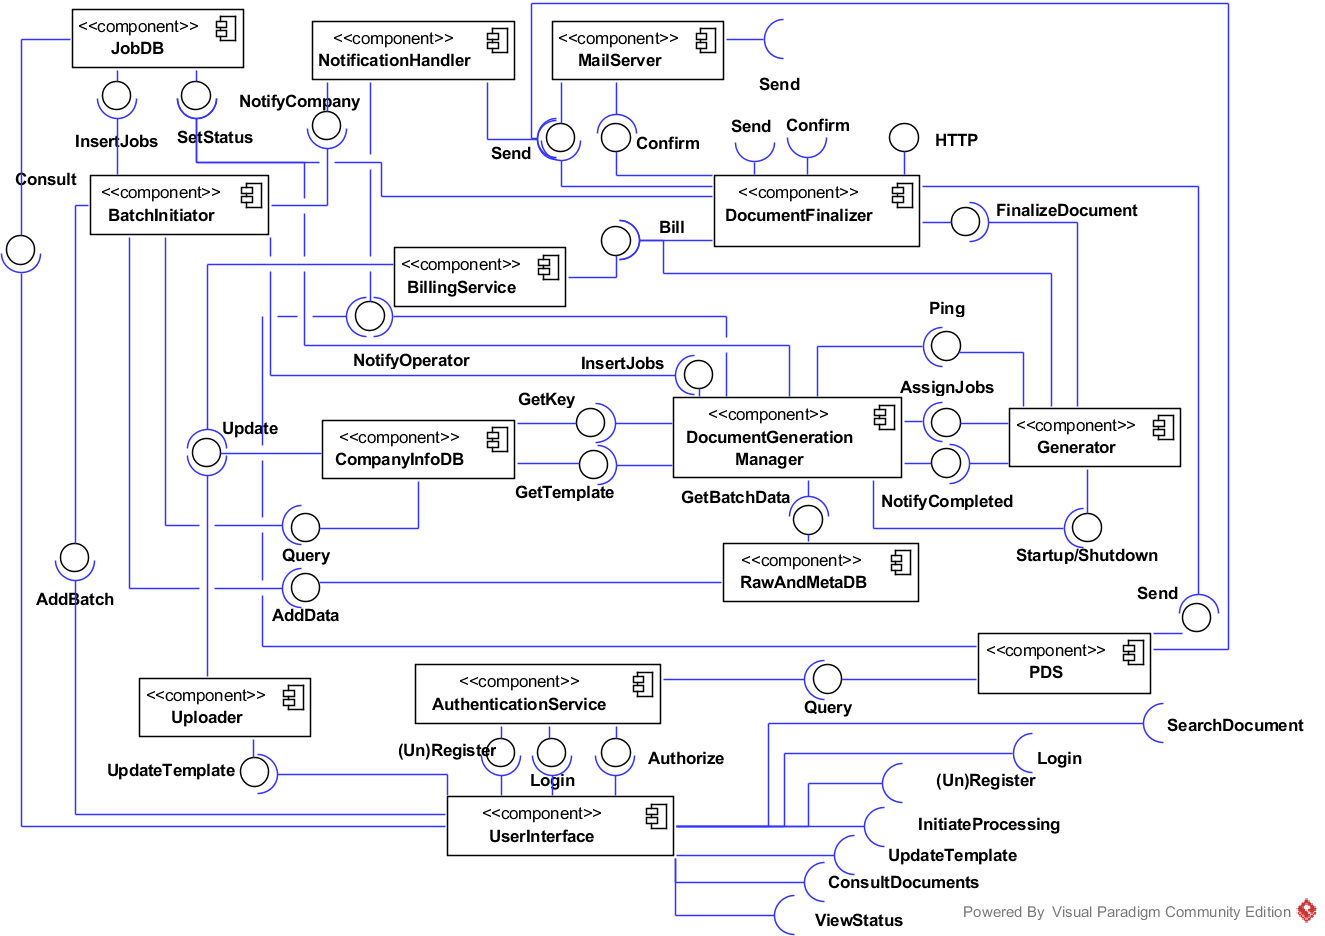 <<component>>
JobDB
<<component>>
NotificationHandler
<<component>>
MailServer
Send
NotifyCompany
InsertJobs
SetStatus
Send
Confirm
Send
Confirm
HTTP
Consult
<<component>>
BatchInitiator
<<component>>
DocumentFinalizer
FinalizeDocument
Bill
<<component>>
BillingService
Ping
NotifyOperator
InsertJobs
AssignJobs
GetKey
<<component>>
DocumentGeneration
Manager
<<component>>
Generator
Update
<<component>>
CompanyInfoDB
GetTemplate
GetBatchData
NotifyCompleted
Query
Startup/Shutdown
<<component>>
RawAndMetaDB
AddBatch
AddData
Send
<<component>>
PDS
<<component>>
Uploader
<<component>>
AuthenticationService
Query
SearchDocument
(Un)Register
Login
Authorize
Login
UpdateTemplate
(Un)Register
<<component>>
UserInterface
InitiateProcessing
UpdateTemplate
ConsultDocuments
ViewStatus
Powered By Visual Paradigm Community Edition